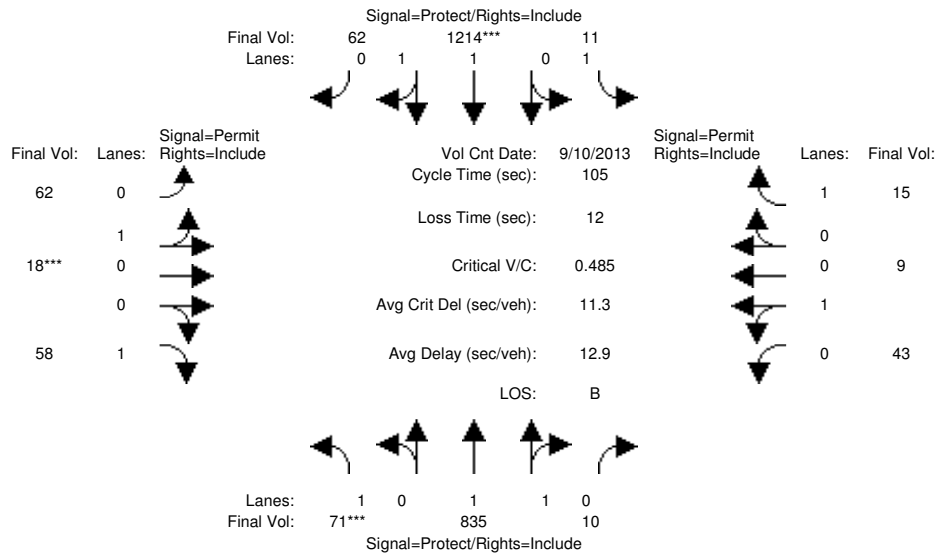 Signal=Protect/Rights=Include
Final Vol: 62 1214*** 11
Lanes: 0 1 1 0 1
Signal=Permit
Final Vol: Lanes: Rights=Include
Vol Cnt Date: 9/10/2013
Signal=Permit
Rights=Include Lanes: Final Vol:
Cycle Time (sec): 105
62 0
1 15
Loss Time (sec): 12
1
0
18*** 0
Critical V/C: 0.485
0 9
0
Avg Crit Del (sec/veh): 11.3
1
58 1
Avg Delay (sec/veh): 12.9
0 43
LOS: B
Lanes: 1 0 1 1 0
Final Vol: 71*** 835 10
Signal=Protect/Rights=Include